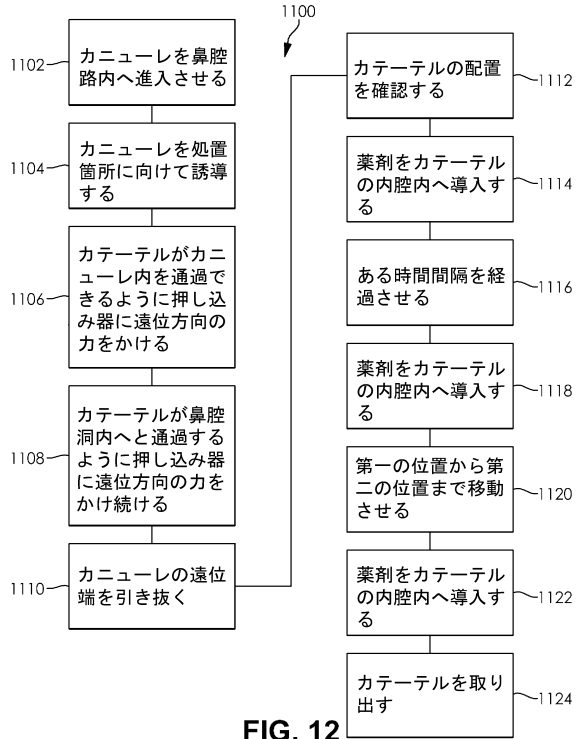 1100
1102
カニューレを鼻腔
路内へ進入させる
1104
カニューレを処置
箇所に向けて誘導
する
1106
カテーテルがカニ
ューレ内を通過で
きるように押し込
み器に遠位方向の
力をかける
1108
カテーテルが鼻腔
洞内へと通過する
ように押し込み器
に遠位方向の力を
かけ続ける
1110
カニューレの遠位
端を引き抜く
カテーテルの配置
を確認する
1112
薬剤をカテーテル
の内腔内へ導入す
る
1114
ある時間間隔を経
過させる
1116
薬剤をカテーテル
の内腔内へ導入す
る
1118
第一の位置から第
二の位置まで移動
させる
1120
薬剤をカテーテル
の内腔内へ導入す
る
1122
カテーテルを取り
出す
1124
FIG. 12